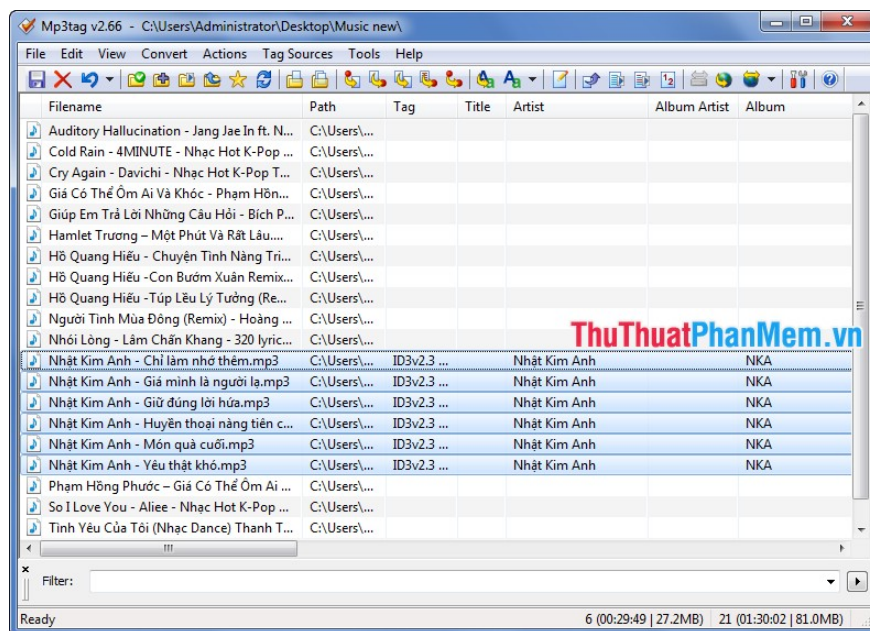 Mp3tag v2.66 - C:\Users\Administrator\Desktop\Music new\
File Edit View Convert Actions Tag Sources Tools Help
Filename Path Tag Title Artist Album Artist Album
Auditory Hallucination - Jang Jae In ft. N... C:\Users\...
Cold Rain - 4MINUTE - Nhạc Hot K-Pop ... C:\Users\...
Cry Again - Davichi - Nhạc Hot K-Pop T... C:\Users\...
Giá Có Thể Ôm Ai Và Khóc - Phạm Hồn... C:\Users\...
Giúp Em Trả Lời Những Câu Hỏi - Bích P... C:\Users\...
Hamlet Trương – Một Phút Và Rất Lâu.... C:\Users\...
Hồ Quang Hiếu - Chuyện Tình Nàng Tri... C:\Users\...
Hồ Quang Hiếu -Con Bướm Xuân Remix... C:\Users\...
Hồ Quang Hiếu -Túp Lều Lý Tưởng (Re... C:\Users\...
Người Tình Mùa Đông (Remix) - Hoàng ... C:\Users\...
ThuThuatPhanMem.vn
Nhói Lòng - Lâm Chấn Khang - 320 lyric... C:\Users\...
Nhật Kim Anh - Chỉ làm nhớ thêm.mp3 C:\Users\... ID3v2.3 ... Nhật Kim Anh NKA
Nhật Kim Anh - Giá mình là người lạ.mp3 C:\Users\... ID3v2.3 ... Nhật Kim Anh NKA
Nhật Kim Anh - Giữ đúng lời hứa.mp3 C:\Users\... ID3v2.3 ... Nhật Kim Anh NKA
Nhật Kim Anh - Huyền thoại nàng tiên c... C:\Users\... ID3v2.3 ... Nhật Kim Anh NKA
Nhật Kim Anh - Món quà cuối.mp3 C:\Users\... ID3v2.3 ... Nhật Kim Anh NKA
Nhật Kim Anh - Yêu thật khó.mp3 C:\Users\... ID3v2.3 ... Nhật Kim Anh NKA
Phạm Hồng Phước – Giá Có Thể Ôm Ai ... C:\Users\...
So I Love You - Aliee - Nhạc Hot K-Pop ... C:\Users\...
Tình Yêu Của Tôi (Nhạc Dance) Thanh T... C:\Users\...
Filter:
Ready 6 (00:29:49 | 27.2MB) 21 (01:30:02 | 81.0MB)